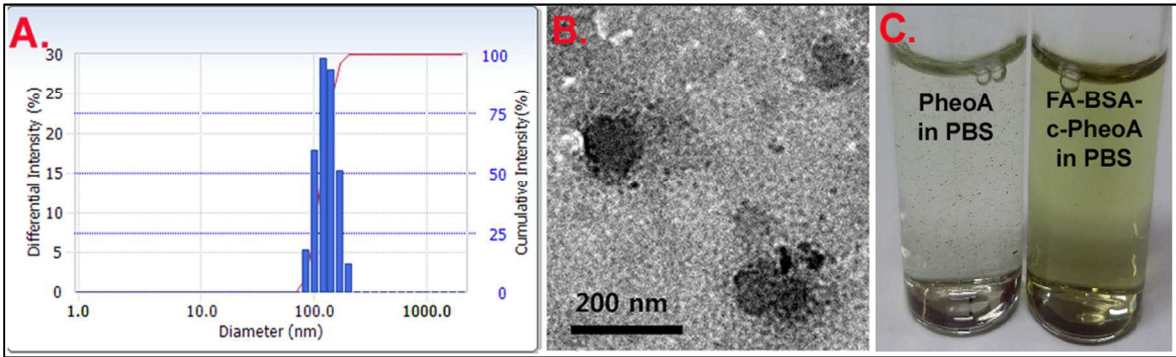 A.
Differential Intensity (%)
30
25
20
15
10
5
0
100
75
50
25
0
Cumulative Intensity (%)
1.0
10.0
100.0
1000.0
Diameter (nm)
B.
200 nm
C.
PheoA
in PBS
FA-BSA-
c-PheoA
in PBS